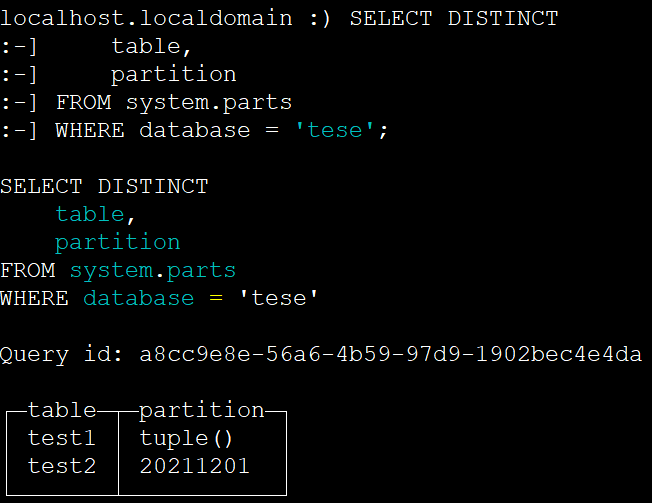 localhost.localdomain :) SELECT DISTINCT
:-]     table,
:-]     partition
:-] FROM system.parts
:-] WHERE database = 'tese';
SELECT DISTINCT
    table,
    partition
FROM system.parts
WHERE database = 'tese'
Query id: a8cc9e8e-56a6-4b59-97d9-1902bec4e4da
table partition
test1 tuple()
test2 20211201